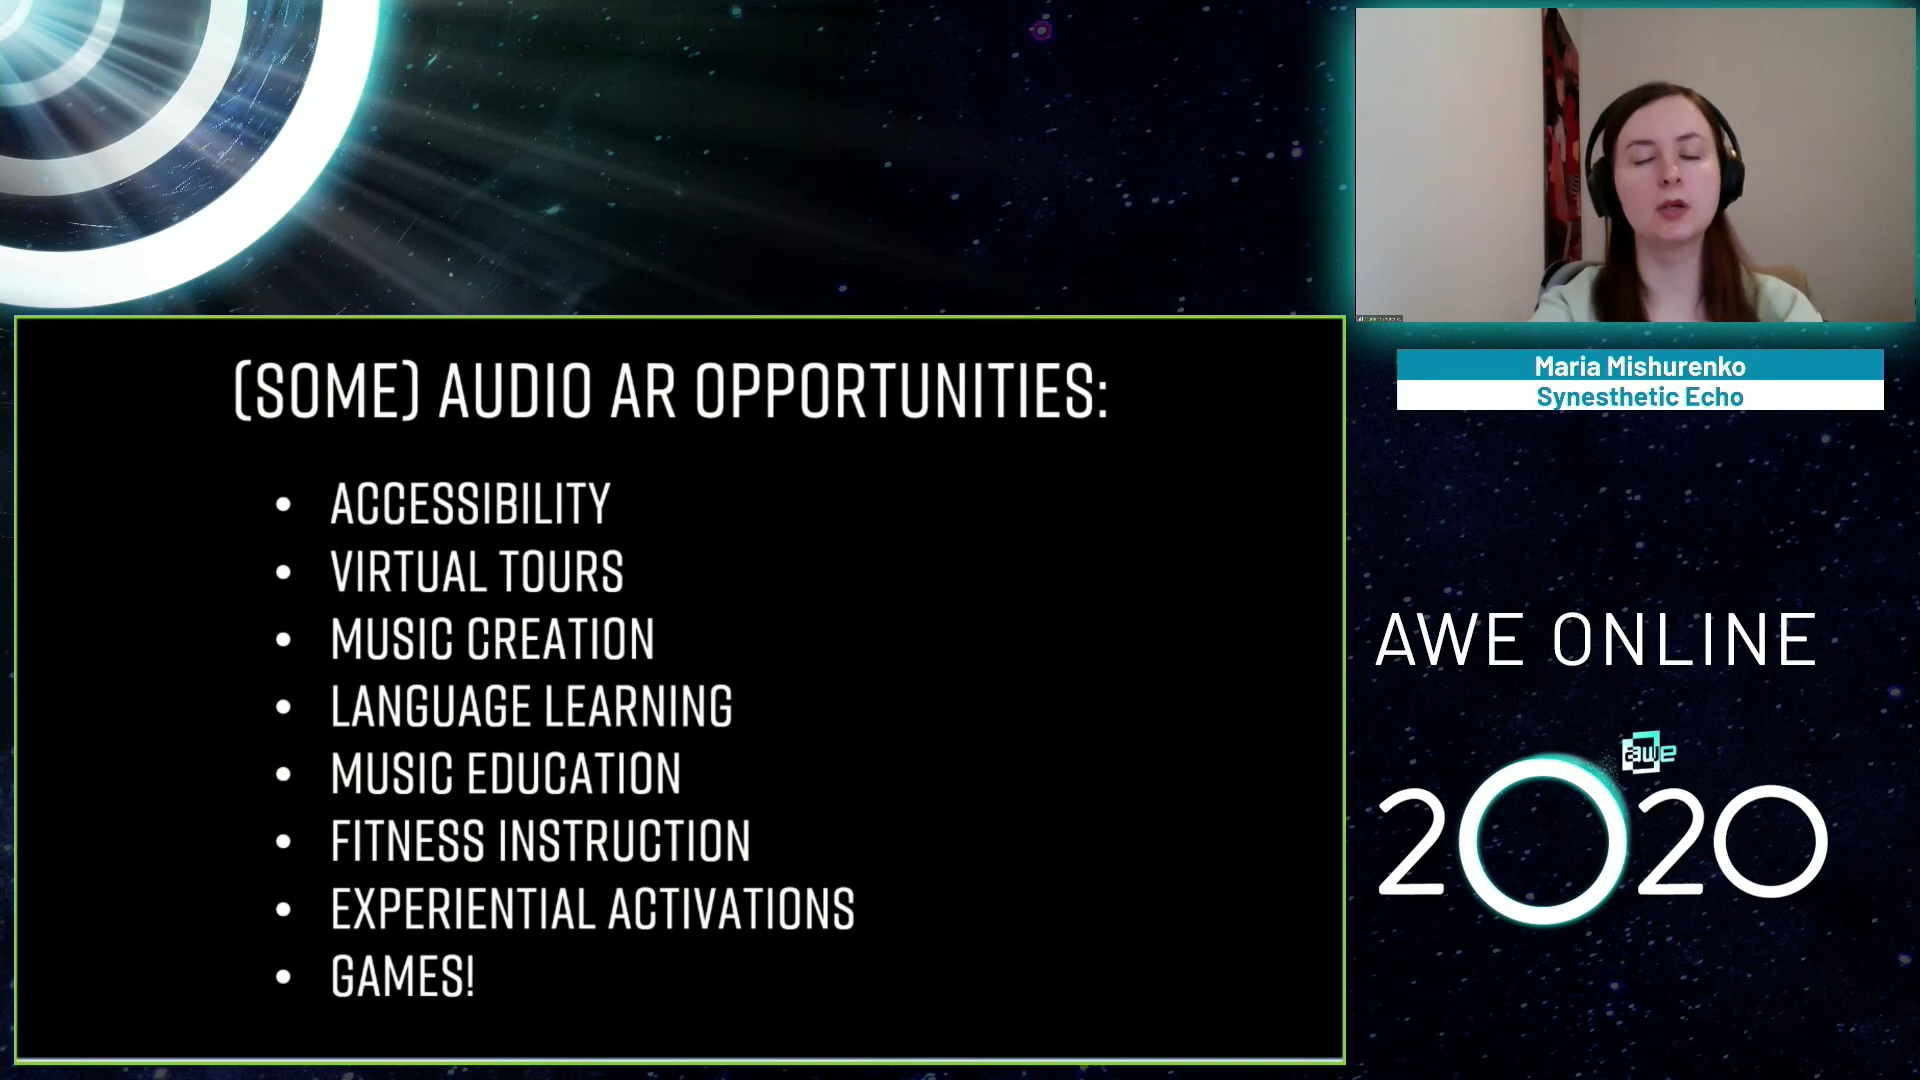 (SOME) AUDIO AR OPPORTUNITIES:
• ACCESSIBILITY
• VIRTUAL TOURS
• MUSIC CREATION
• LANGUAGE LEARNING
• MUSIC EDUCATION
• FITNESS INSTRUCTION
• EXPERIENTIAL ACTIVATIONS
• GAMES!
Maria Mishurenko
Synesthetic Echo
AWE ONLINE
awe
2020